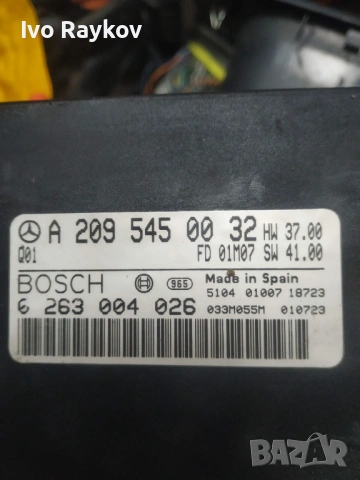 Ivo Raykov
A 209 545 00 32 HW 37.00
Q01 FD 01M07 SW 41.00
Made in Spain
BOSCH 965 5104 01007 18723
6 263 004 026 033M055M 010723
BAZAR